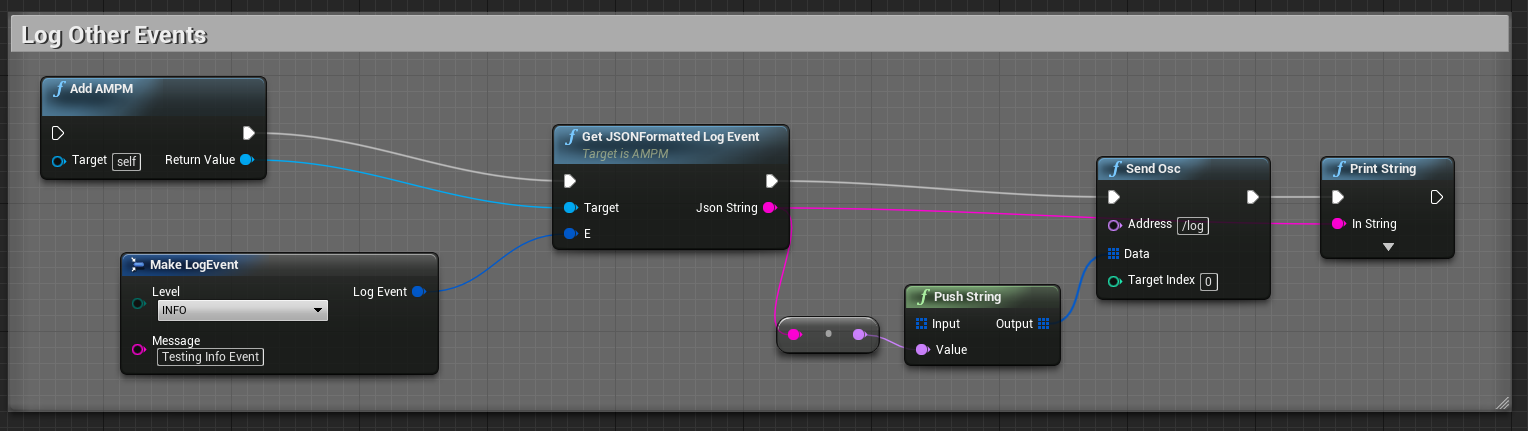 Log Other Events
f Add AMPM
Target self Return Value
Make LogEvent
Level Log Event
INFO
Message
Testing Info Event
f Get JSONFormatted Log Event
Target is AMPM
Target Json String
E
f Push String
Input Output
Value
f Send Osc
Address /log
Data
Target Index 0
f Print String
In String